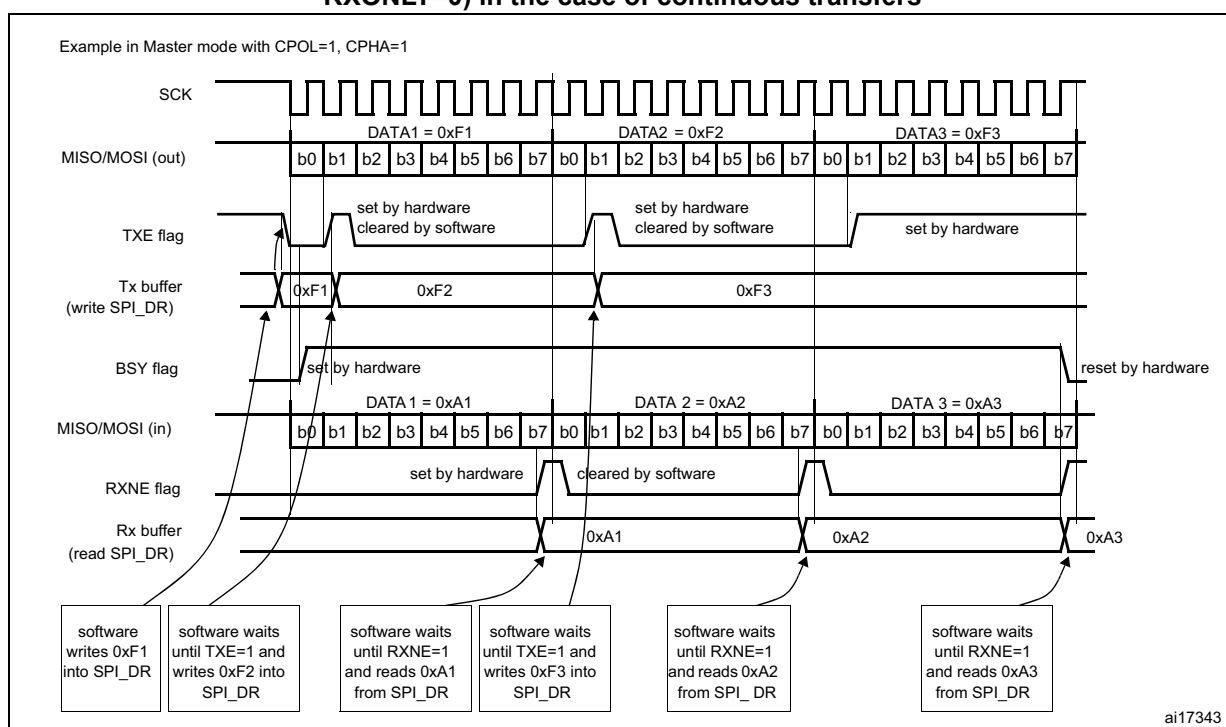 RXONLY=0) in the case of continuous transfers
Example in Master mode with CPOL=1, CPHA=1
SCK
DATA1 = 0xF1
DATA2 = 0xF2
DATA3 = 0xF3
MISO/MOSI (out)
b0 b1 b2 b3 b4 b5 b6 b7 b0 b1 b2 b3 b4 b5 b6 b7 b0 b1 b2 b3 b4 b5 b6 b7
TXE flag
set by hardware
cleared by software
set by hardware
cleared by software
set by hardware
Tx buffer
(write SPI_DR)
0xF1
0xF2
0xF3
BSY flag
set by hardware
reset by hardware
DATA 1 = 0xA1
DATA 2 = 0xA2
DATA 3 = 0xA3
MISO/MOSI (in)
b0 b1 b2 b3 b4 b5 b6 b7 b0 b1 b2 b3 b4 b5 b6 b7 b0 b1 b2 b3 b4 b5 b6 b7
RXNE flag
set by hardware
cleared by software
Rx buffer
(read SPI_DR)
0xA1
0xA2
0xA3
software
writes 0xF1
into SPI_DR
software waits
until TXE=1 and
writes 0xF2 into
SPI_DR
software waits
until RXNE=1
and reads 0xA1
from SPI_DR
software waits
until TXE=1 and
writes 0xF3 into
SPI_DR
software waits
until RXNE=1
and reads 0xA2
from SPI_ DR
software waits
until RXNE=1
and reads 0xA3
from SPI_DR
ai17343